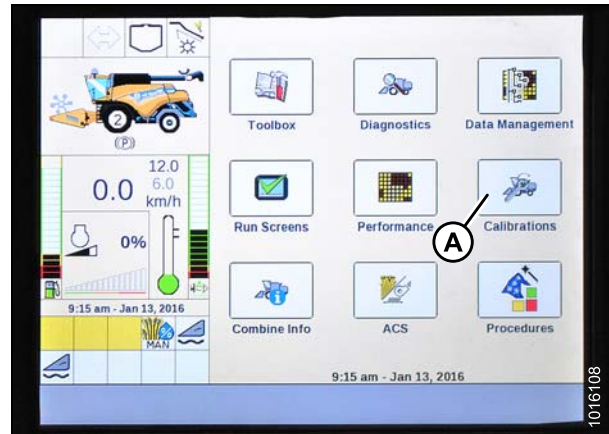 Toolbox
Diagnostics
Data Management
2
(P)
12.0
0.0
6.0
km/h
Run Screens
Performance
Calibrations
A
0%
E
9:15 am - Jan 13, 2016
MAN
Combine Info
ACS
Procedures
9:15 am - Jan 13, 2016
1016108